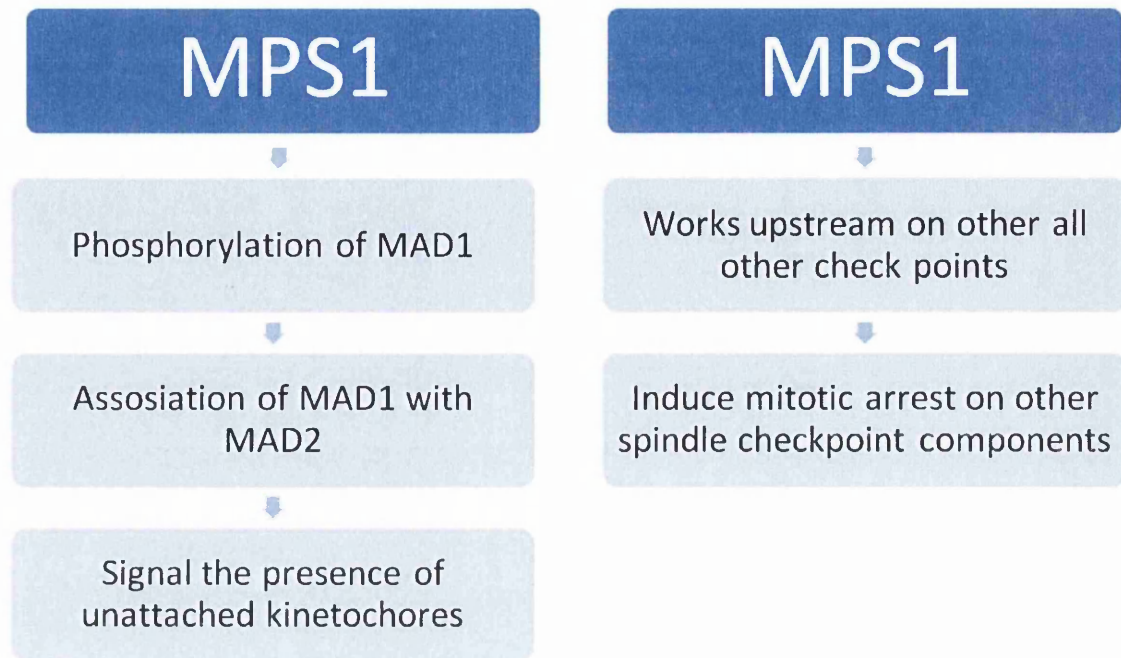 MPS1
Phosphorylation of MAD1
Assosiation of MAD1 with
MAD2
Signal the presence of
unattached kinetochores
MPS1
Works upstream on other all
other check points
Induce mitotic arrest on other
spindle checkpoint components